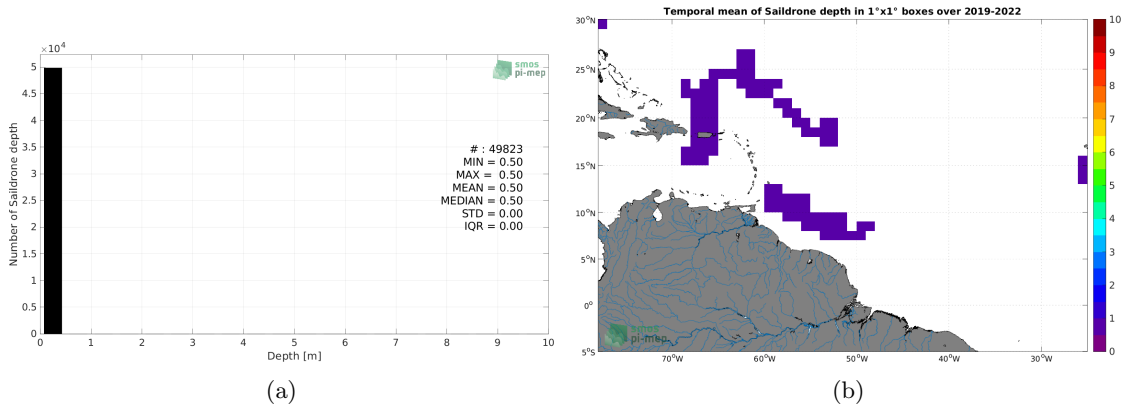 ×10⁴
5
4.5
4
3.5
3
2.5
2
1.5
1
0.5
0
Number of Saildrone depth
smos
pi-mep
# : 49823
MIN = 0.50
MAX = 0.50
MEAN = 0.50
MEDIAN = 0.50
STD = 0.00
IQR = 0.00
0 1 2 3 4 5 6 7 8 9 10
Depth [m]
(a)
Temporal mean of Saildrone depth in 1°x1° boxes over 2019-2022
30°N
25°N
20°N
15°N
10°N
5°N
0°
5°S
smos
pi-mep
70°W 60°W 50°W 40°W 30°W
10
9
8
7
6
5
4
3
2
1
0
(b)